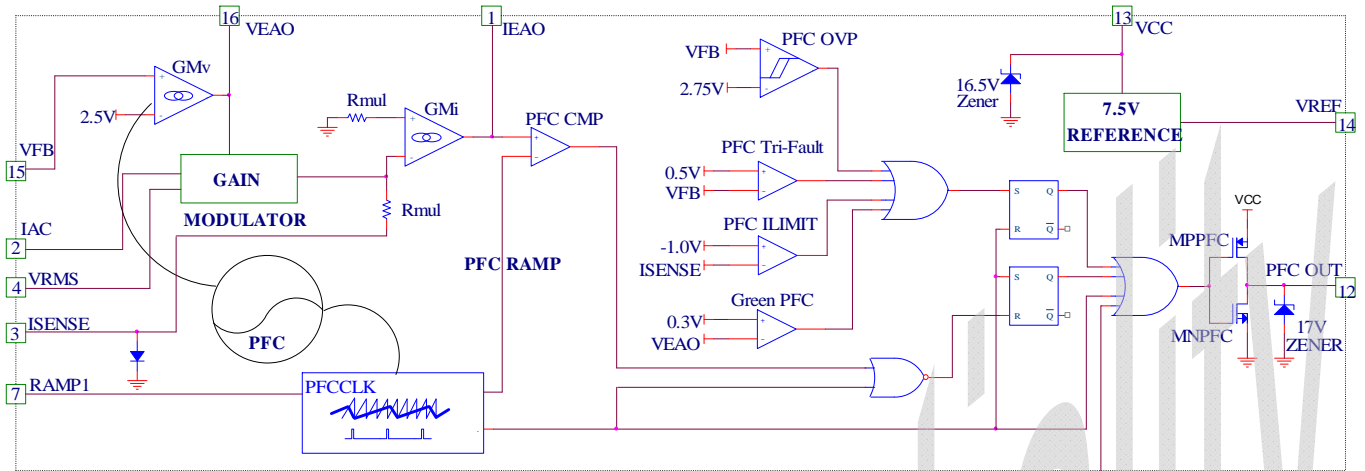 16
VEAO
1
IEAO
13
VCC
PFC OVP
VFB
2.75V
GMv
2.5V
16.5V
Zener
7.5V
REFERENCE
VREF
14
Rmul
GMi
PFC CMP
VFB
15
GAIN
MODULATOR
Rmul
PFC Tri-Fault
0.5V
VFB
IAC
2
PFC ILIMIT
-1.0V
ISENSE
PFC RAMP
VRMS
4
S
Q
R
Q
VCC
MPPFC
PFC OUT
12
ISENSE
3
PFC
Green PFC
0.3V
VEAO
S
Q
R
Q
MNPFC
17V
ZENER
RAMP1
7
PFCCLK